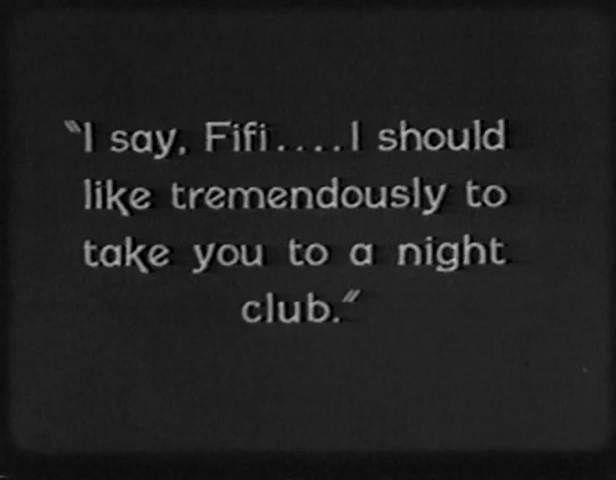 "I say, Fifi....I should
like tremendously to
take you to a night
club."